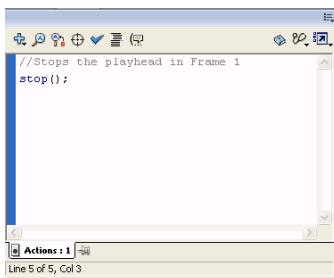 //Stops the playhead in Frame 1
stop();
Actions : 1
Line 5 of 5, Col 3